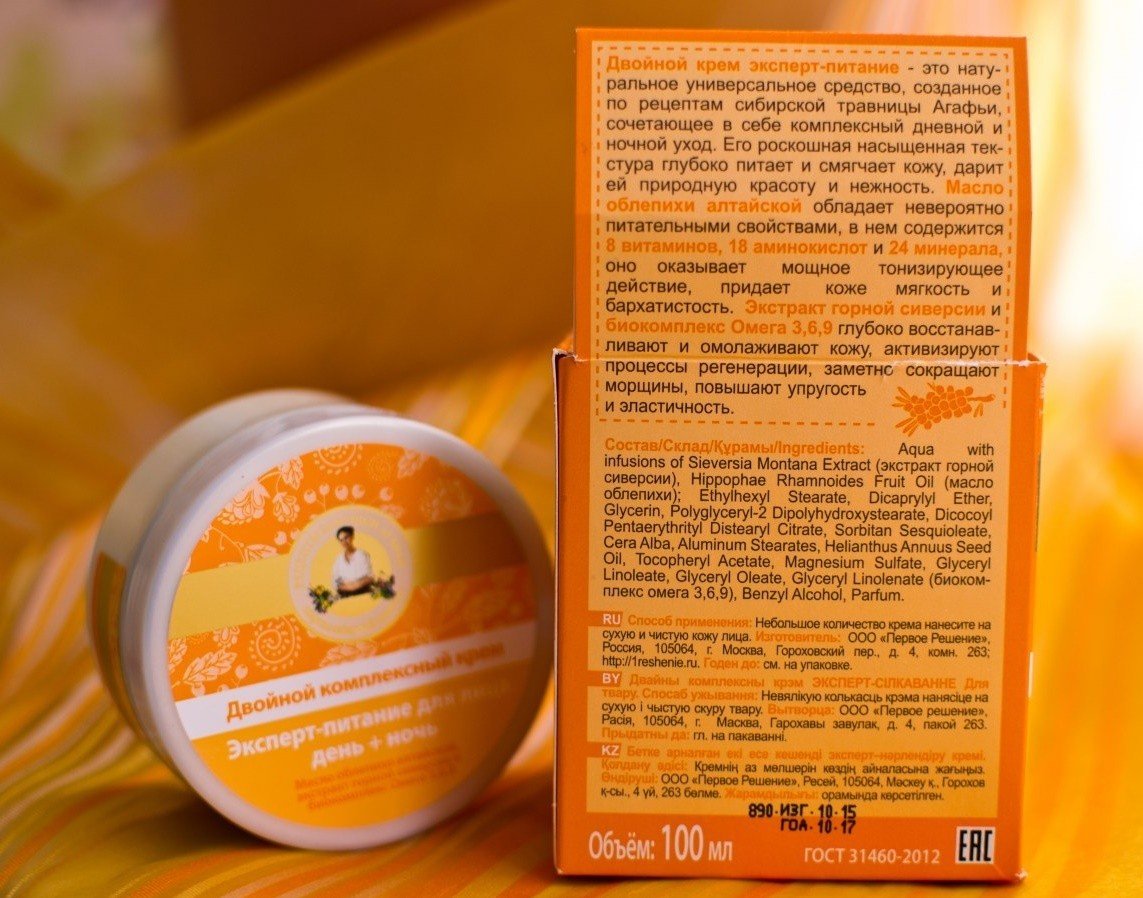 Двойной крем эксперт-питание - это нату-
ральное универсальное средство, созданное
по рецептам сибирской травницы Агафьи,
сочетающее в себе комплексный дневной и
ночной уход. Его роскошная насыщенная тек-
стура глубоко питает и смягчает кожу, дарит
ей природную красоту и нежность. Масло
облепихи алтайской обладает невероятно
питательными свойствами, в нем содержится
8 витаминов, 18 аминокислот и 24 минерала,
оно оказывает мощное тонизирующее
действие, придает коже мягкость и
бархатистость. Экстракт горной сиверсии и
биокомплекс Омега 3,6,9 глубоко восстанав-
ливают и омолаживают кожу, активизируют
процессы регенерации, заметно сокращают
морщины, повышают упругость
и эластичность.
Состав/Склад/Құрамы/Ingredients: Aqua with
infusions of Sieversia Montana Extract (экстракт горной
сиверсии), Hippophae Rhamnoides Fruit Oil (масло
облепихи); Ethylhexyl Stearate, Dicaprylyl Ether,
Glycerin, Polyglyceryl-2 Dipolyhydroxystearate, Dicocoyl
Pentaerythrityl Distearyl Citrate, Sorbitan Sesquioleate,
Cera Alba, Aluminum Stearates, Helianthus Annuus Seed
Oil, Tocopheryl Acetate, Magnesium Sulfate, Glyceryl
Linoleate, Glyceryl Oleate, Glyceryl Linolenate (биоком-
плекс омега 3,6,9), Benzyl Alcohol, Parfum.
RU Способ применения: Небольшое количество крема нанесите на
сухую и чистую кожу лица. Изготовитель: ООО «Первое Решение»,
Россия, 105064, г. Москва, Гороховский пер., д. 4, комн. 263;
http://1reshenie.ru. Годен до: см. на упаковке.
BY Двайны комплексны крэм ЭКСПЕРТ-СІЛКАВАННЕ Для
твару. Спосаб ужывання: Невялікую колькасць крэма нанясіце на
сухую і чыстую скуру твару. Вытворца: ООО «Первое решение»,
Расія, 105064, г. Москва, Гарохавы завулак, д. 4, пакой 263.
Прыдатны да: гл. на пакаванні.
KZ Бетке арналған екі есе кешенді эксперт-нәрлендіру кремі.
Қолдану әдісі: Кремнің аз мөлшерін көздің айналасына жағыңыз.
Өндіруші: ООО «Первое Решение», Ресей, 105064, Мәскеу қ., Горохов
қ-сы., 4 үй, 263 бөлме. Жарамдылығы: орамында көрсетілген.
890-ИЗГ. 10-15
ГОД. 10-17
Объём: 100 мл
ГОСТ 31460-2012
EAC
Двойной комплексный крем
Эксперт-питание для лица
день + ночь
Масло облепихи алтайской
экстракт горной сиверсии